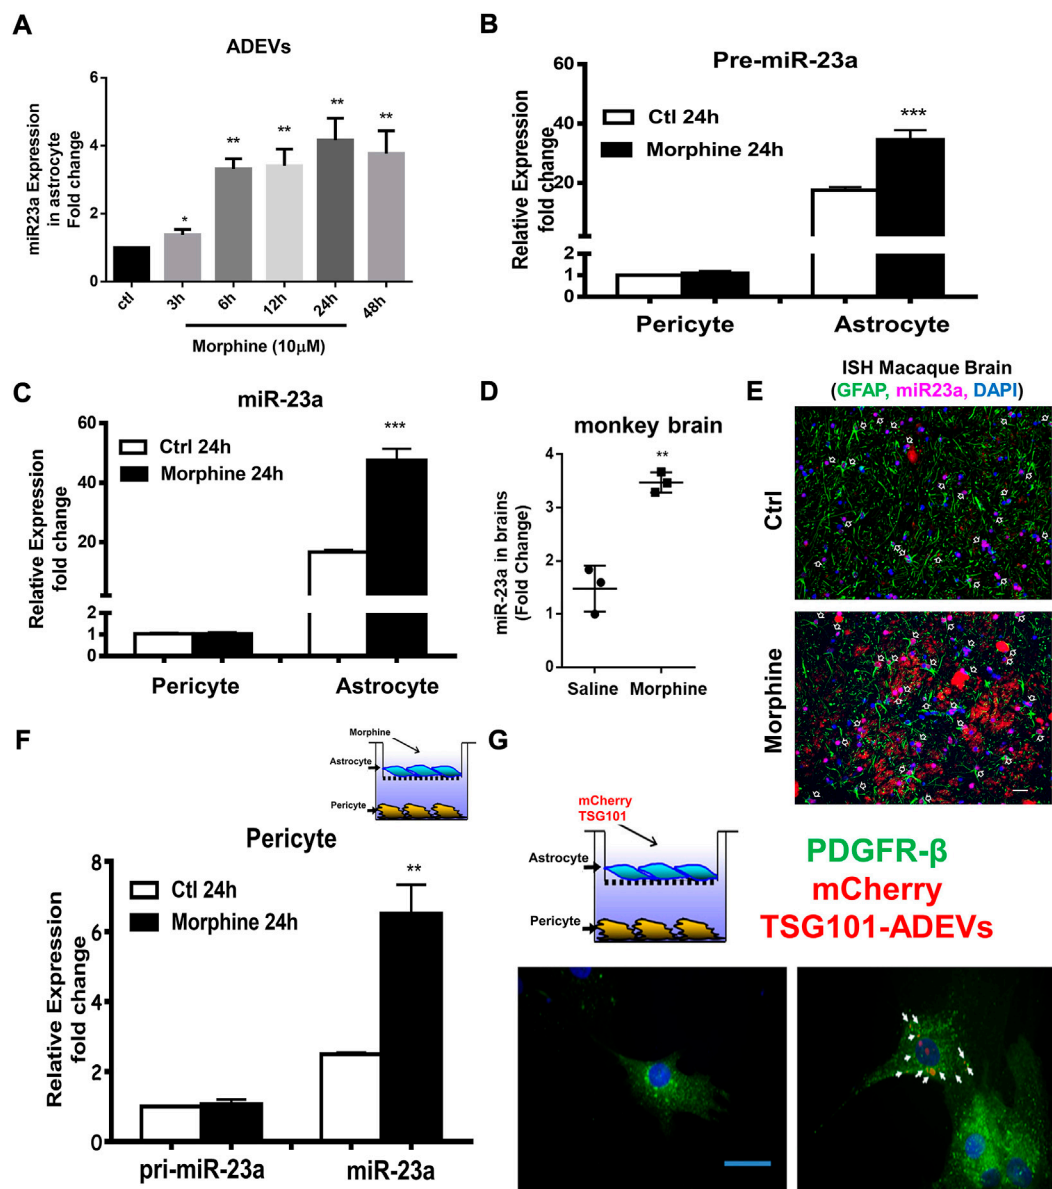 A
ADEVs
miR23a Expression
in astrocyte
Fold change
6
4
2
0
*
**
**
**
**
ctl
3h
6h
12h
24h
48h
Morphine (10μM)
B
Pre-miR-23a
Relative Expression
fold change
60
40
20
2
1
0
Ctl 24h
Morphine 24h
***
Pericyte
Astrocyte
C
miR-23a
Relative Expression
fold change
60
40
20
2
1
0
Ctrl 24h
Morphine 24h
***
Pericyte
Astrocyte
D
monkey brain
miR-23a in brains
(Fold Change)
4
3
2
1
0
**
Saline
Morphine
E
ISH Macaque Brain
(GFAP, miR23a, DAPI)
Ctrl
Morphine
F
Morphine
Astrocyte
Pericyte
Pericyte
Relative Expression
fold change
8
6
4
2
0
Ctl 24h
Morphine 24h
**
pri-miR-23a
miR-23a
G
mCherry
TSG101
Astrocyte
Pericyte
PDGFR-β
mCherry
TSG101-ADEVs